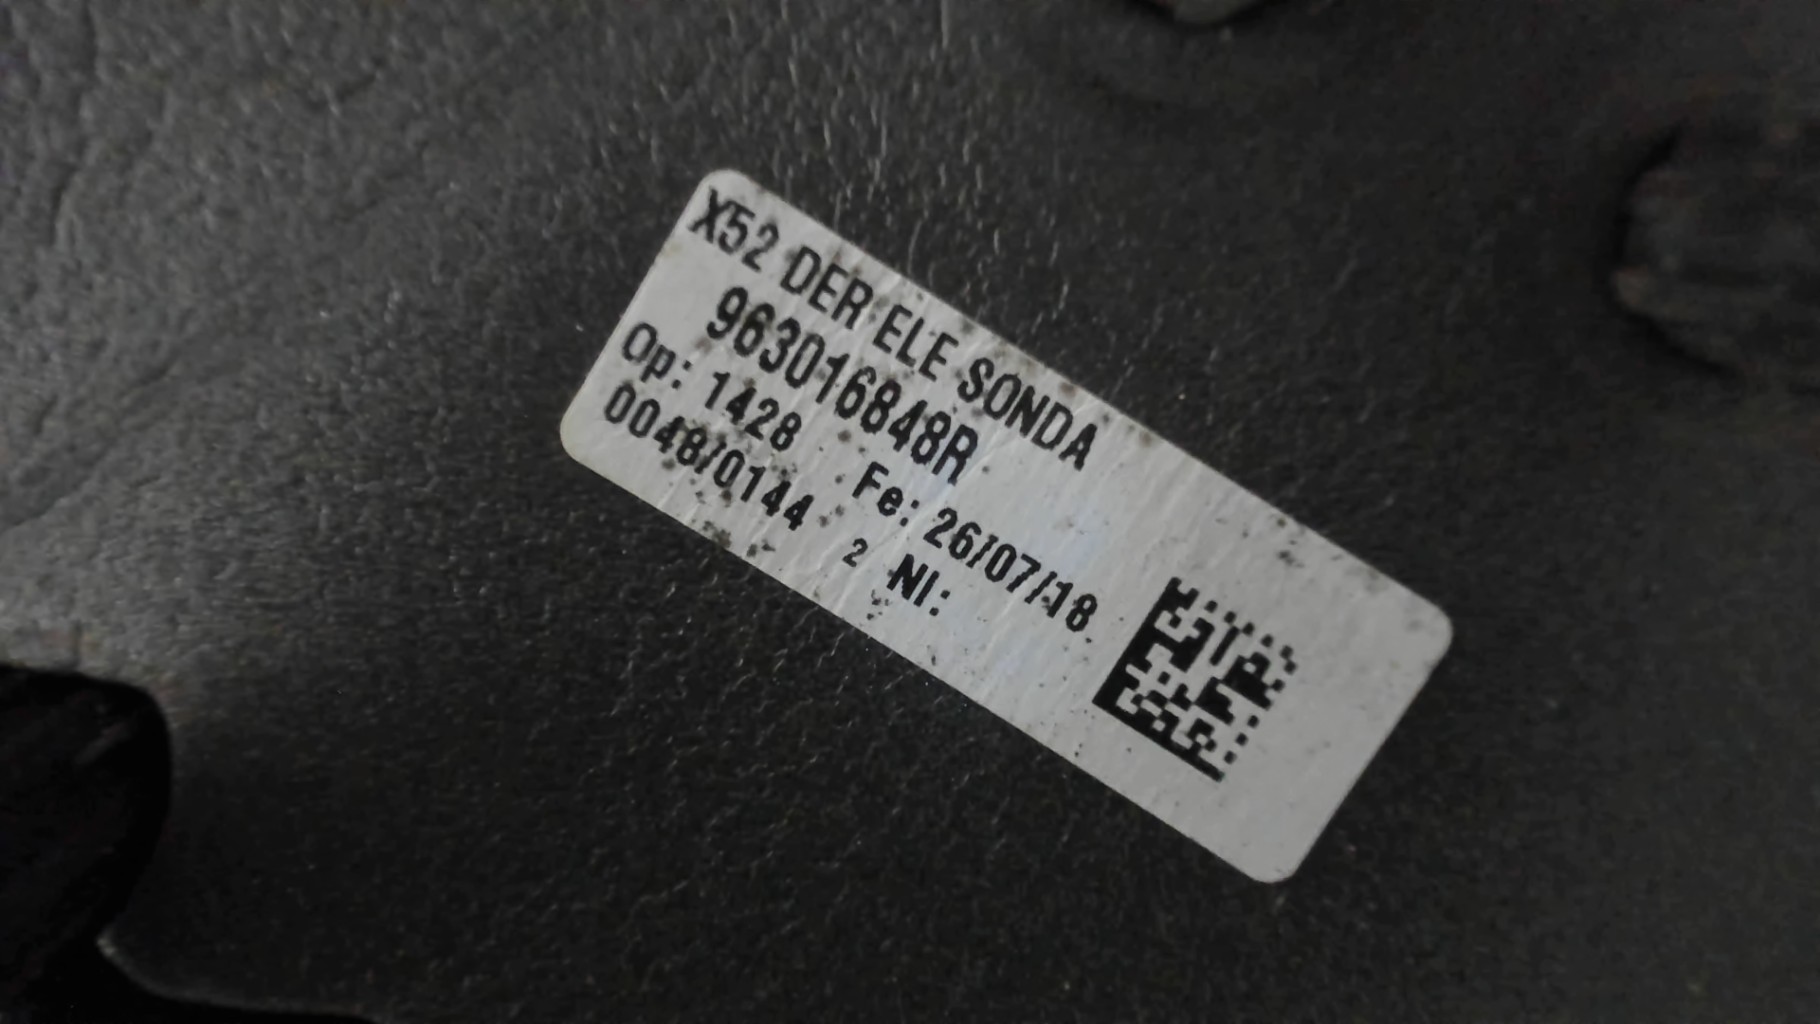 X52 DER ELE SONDA
963016848R
Op: 1428 Fe: 26/07/18
0048/0144 2 NI: